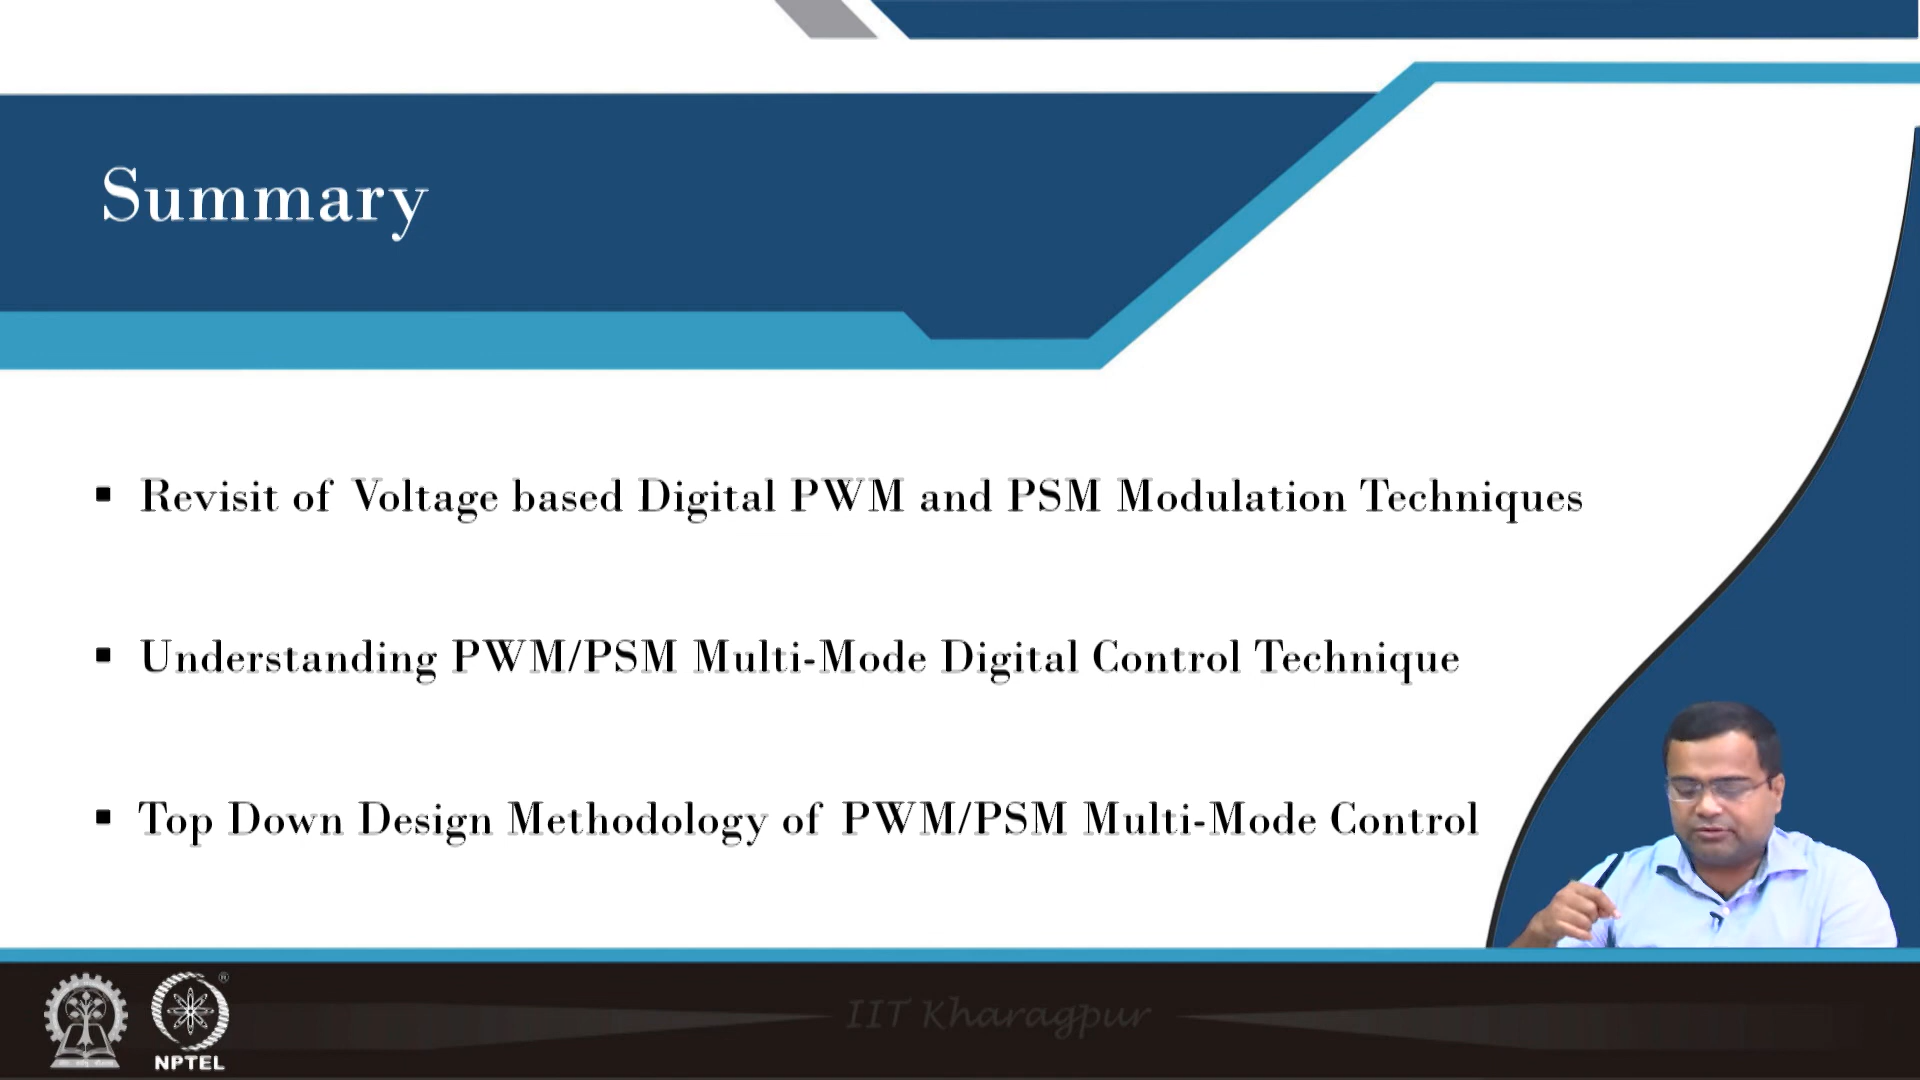 Summary
▪ Revisit of Voltage based Digital PWM and PSM Modulation Techniques
▪ Understanding PWM/PSM Multi-Mode Digital Control Technique
▪ Top Down Design Methodology of PWM/PSM Multi-Mode Control
IIT Kharagpur
®
NPTEL